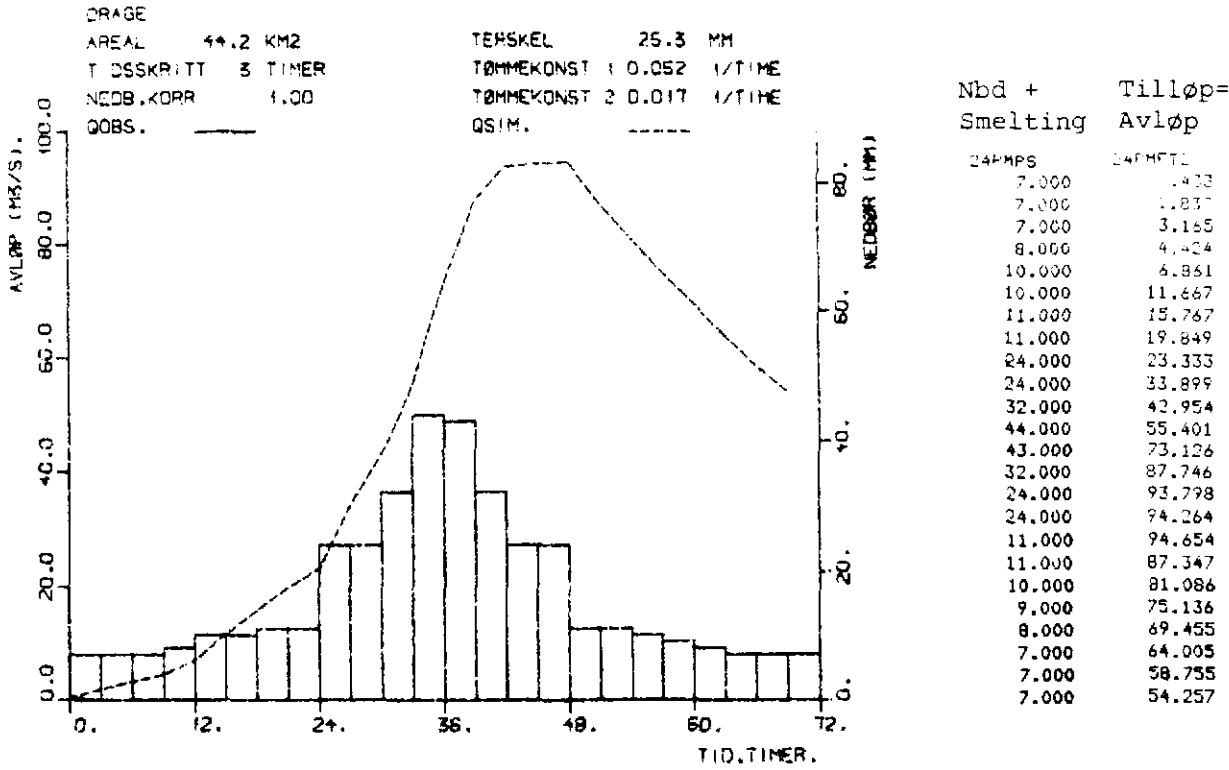 DRAGE
AREAL 44.2 KM2 TERSKEL 25.3 MM
T DSSKRITT 3 TIMER TØMMEKONST 1 0.052 1/TIME
NEDB.KORR 1.00 TØMMEKONST 2 0.017 1/TIME
QOBS. QSIM.
AVLØP (M3/S).
100.0
80.0
60.0
40.0
20.0
0.0
NEDBØR (MM)
80.
60.
40.
20.
0.
0. 12. 24. 36. 48. 60. 72.
TID.TIMER.
Nbd + Tilløp=
Smelting Avløp
24PMPS
7.000
7.000
7.000 3.165
8.000 4.424
10.000 6.861
10.000 11.667
11.000 15.767
11.000 19.849
24.000 23.333
24.000 33.899
32.000 42.954
44.000 55.401
43.000 73.126
32.000 87.746
24.000 93.798
24.000 94.264
11.000 94.654
11.000 87.347
10.000 81.086
9.000 75.136
8.000 69.455
7.000 64.005
7.000 58.755
7.000 54.257